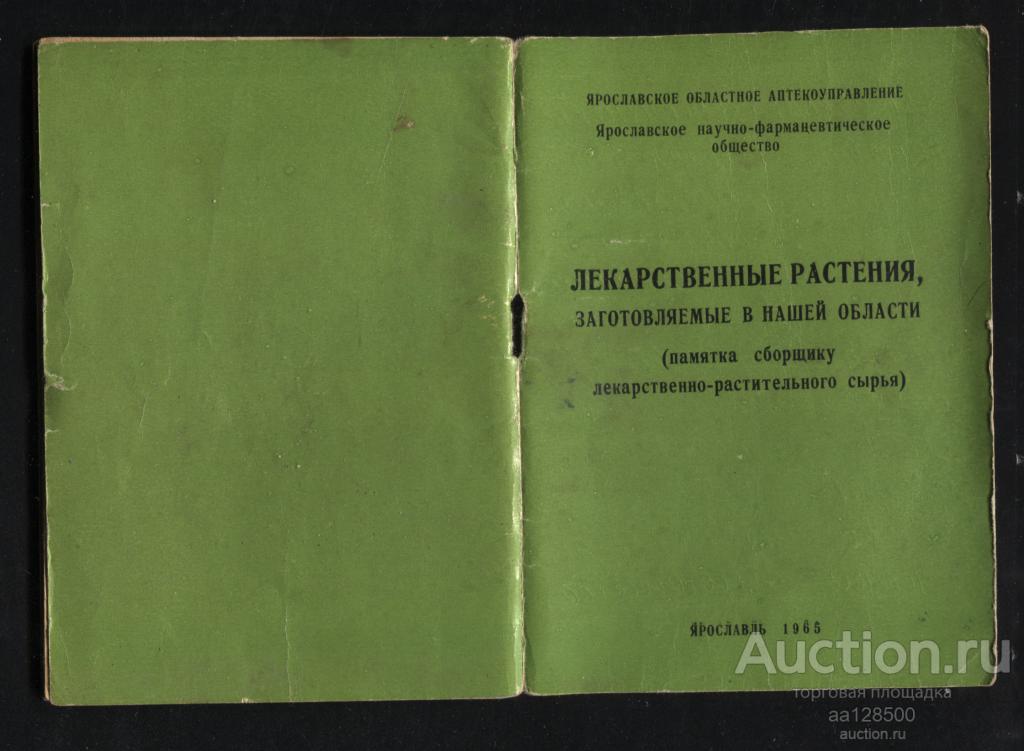 ЯРОСЛАВСКОЕ ОБЛАСТНОЕ АПТЕКОУПРАВЛЕНИЕ
Ярославское научно-фармацевтическое
общество
ЛЕКАРСТВЕННЫЕ РАСТЕНИЯ,
ЗАГОТОВЛЯЕМЫЕ В НАШЕЙ ОБЛАСТИ
(памятка сборщику
лекарственно-растительного сырья)
ЯРОСЛАВЛЬ 1965
Auction.ru
торговая площадка
aa128500
auction.ru